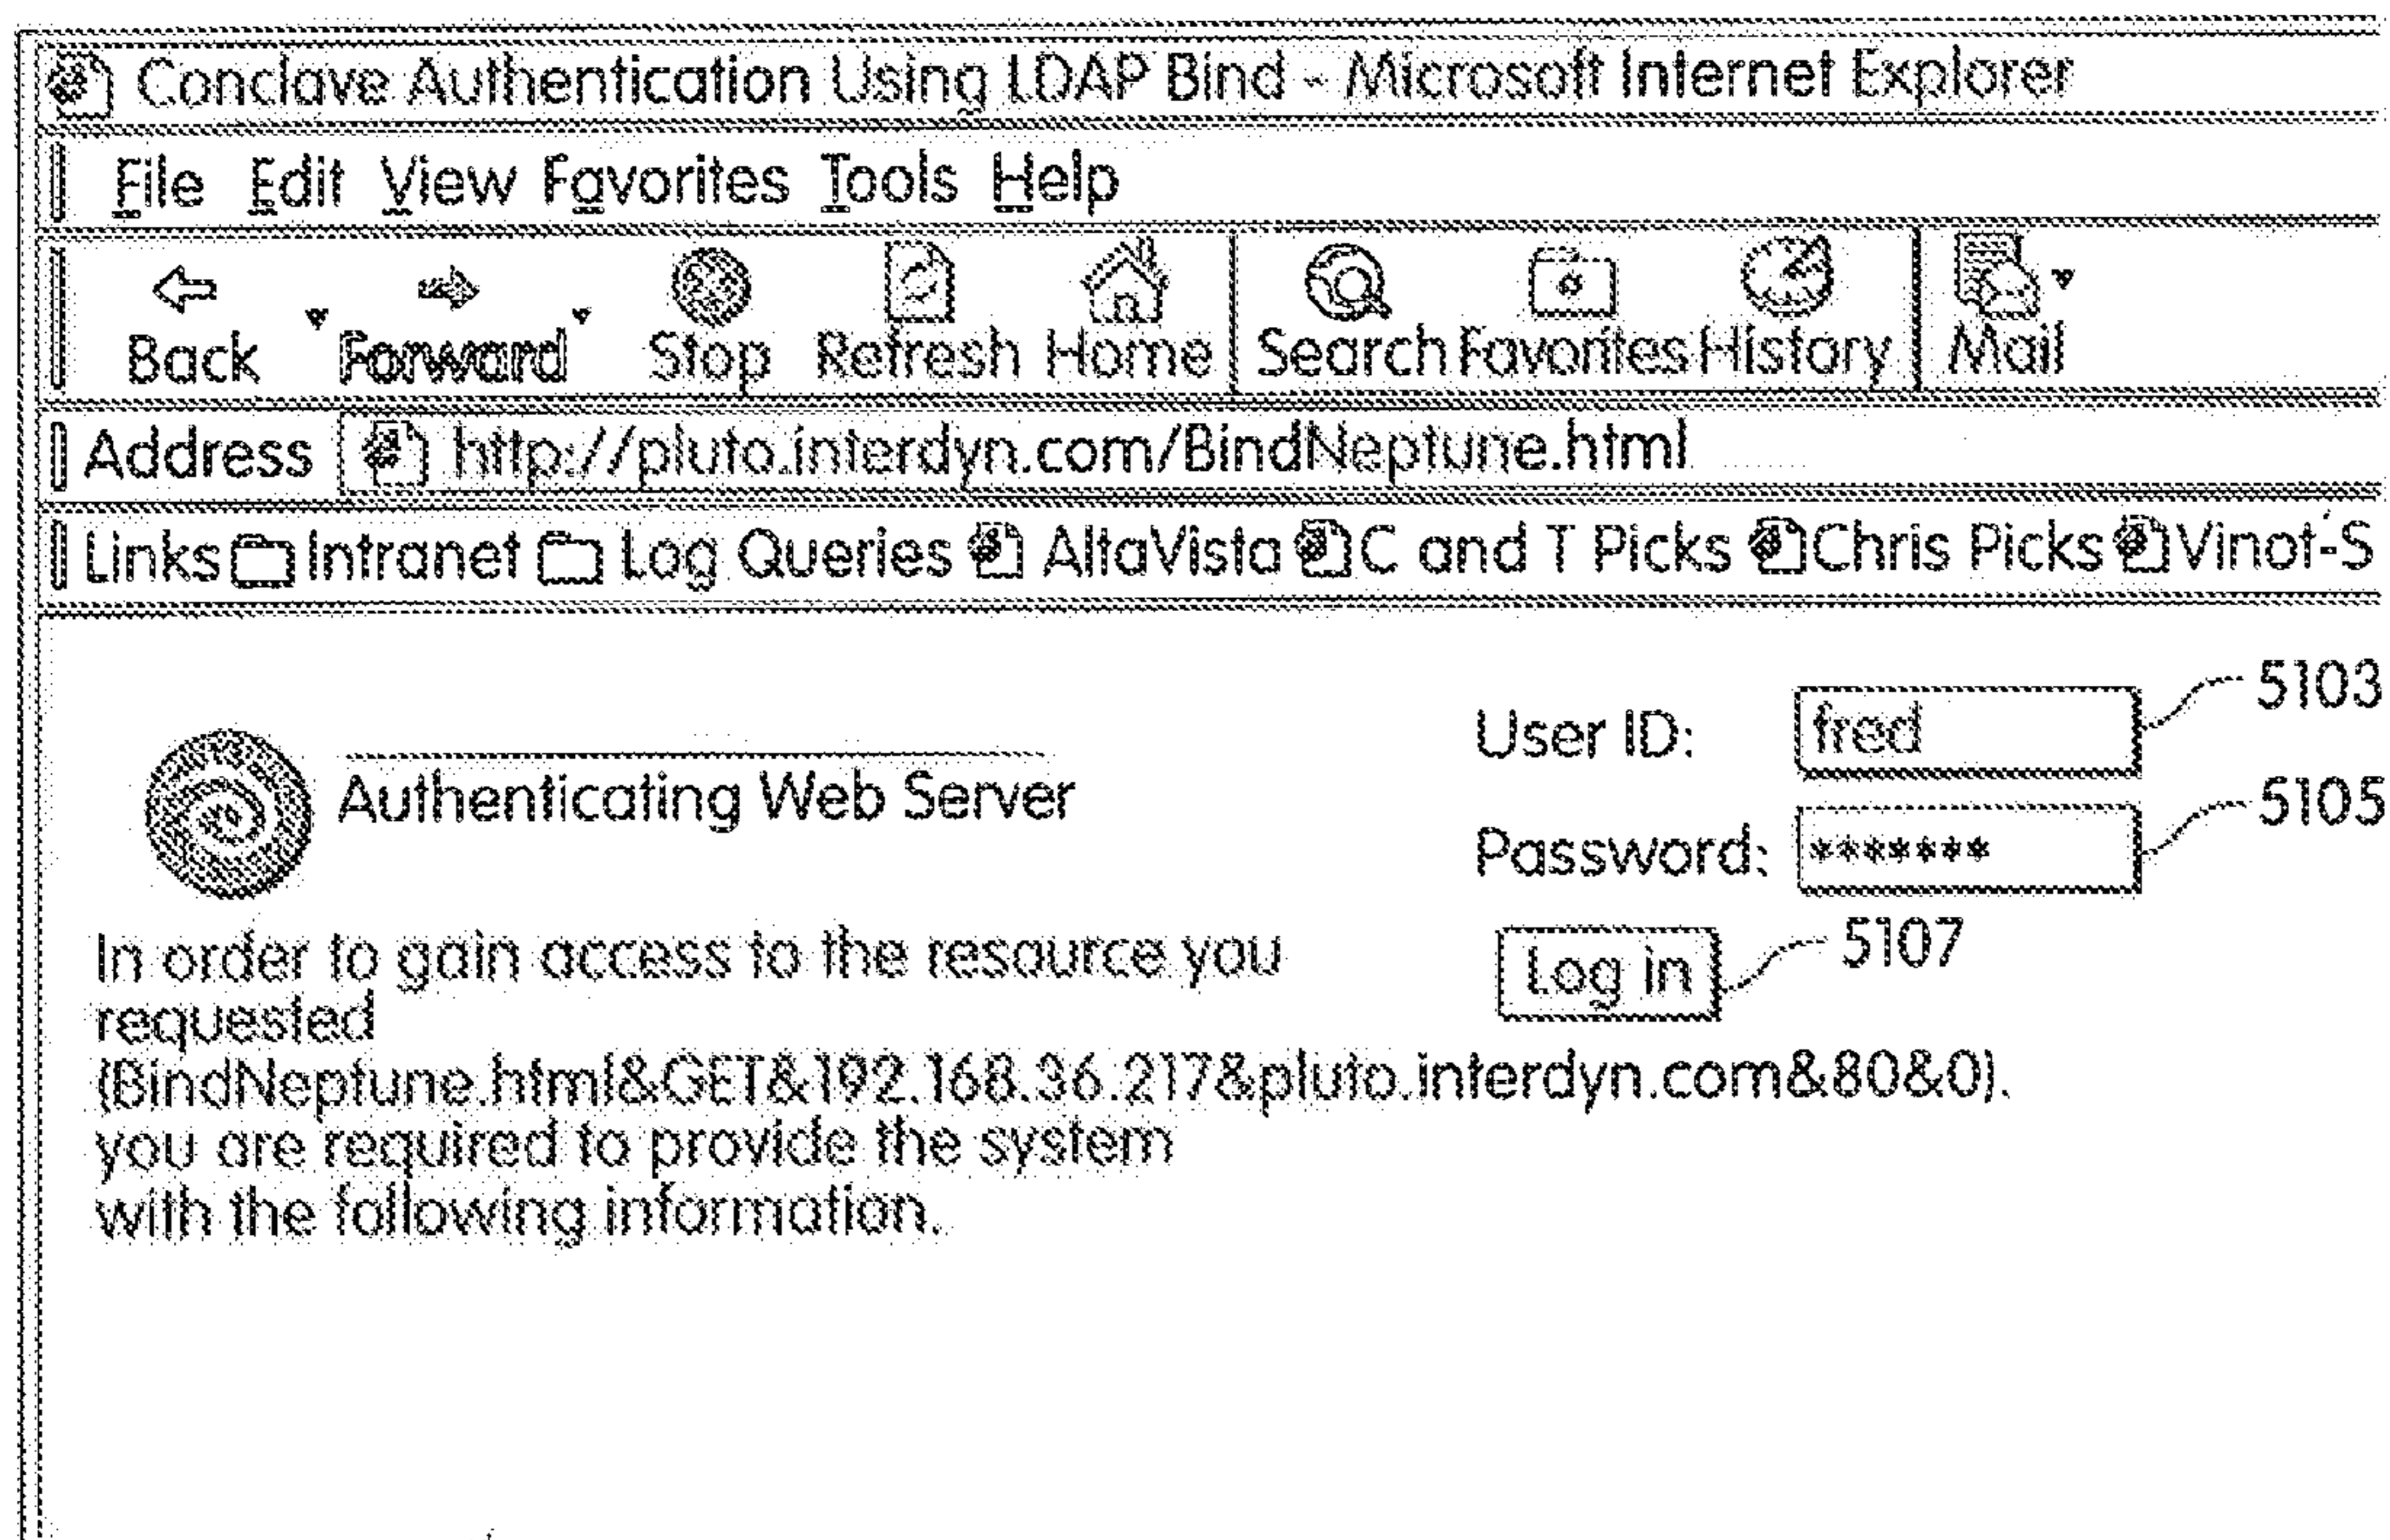 Conclave Authentication Using LDAP Bind - Microsoft Internet Explorer
File Edit View Favorites Tools Help
Back Forward Stop Refresh Home Search Favorites History Mail
Address http://pluto.interdyn.com/BindNeptune.html
Links Intranet Log Queries AltaVista C and T Picks Chris Picks Vinot-S
User ID: fred 5103
Authenticating Web Server
Password: ******* 5105
Log in 5107
In order to gain access to the resource you
requested
(BindNeptune.html&GET&192.168.36.217&pluto.interdyn.com&80&0).
you are required to provide the system
with the following information.